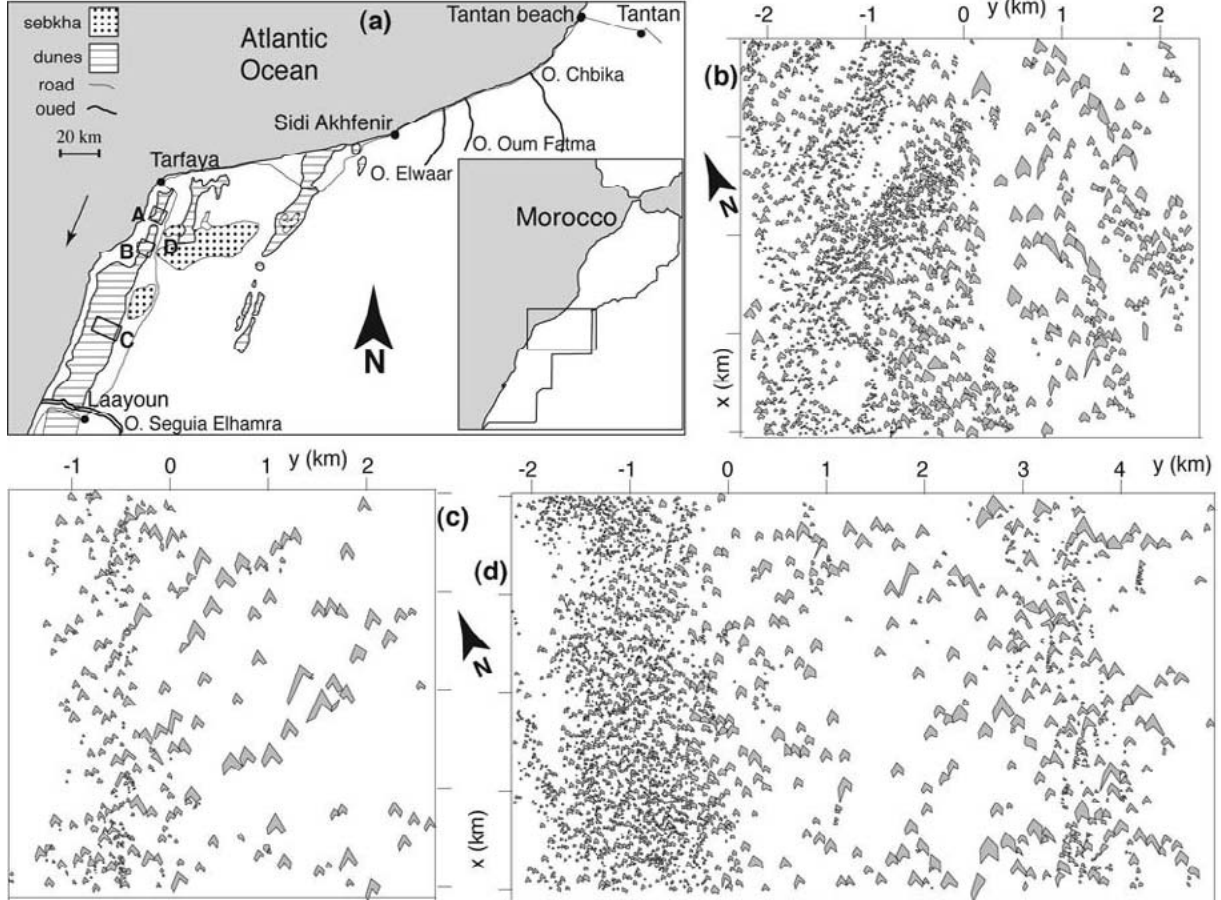 sebkha
dunes
road
oued
20 km
(a)
Atlantic
Ocean
Tantan beach
Tantan
O. Chbika
Sidi Akhfenir
O. Oum Fatma
O. Elwaar
Tarfaya
A
B
D
C
Laayoun
O. Seguia Elhamra
N
Morocco
-2 -1 0 y (km) 1 2
(b)
N
x (km)
-1 0 1 y (km) 2
(c)
-2 -1 0 1 2 3 4 y (km)
(d)
N
x (km)